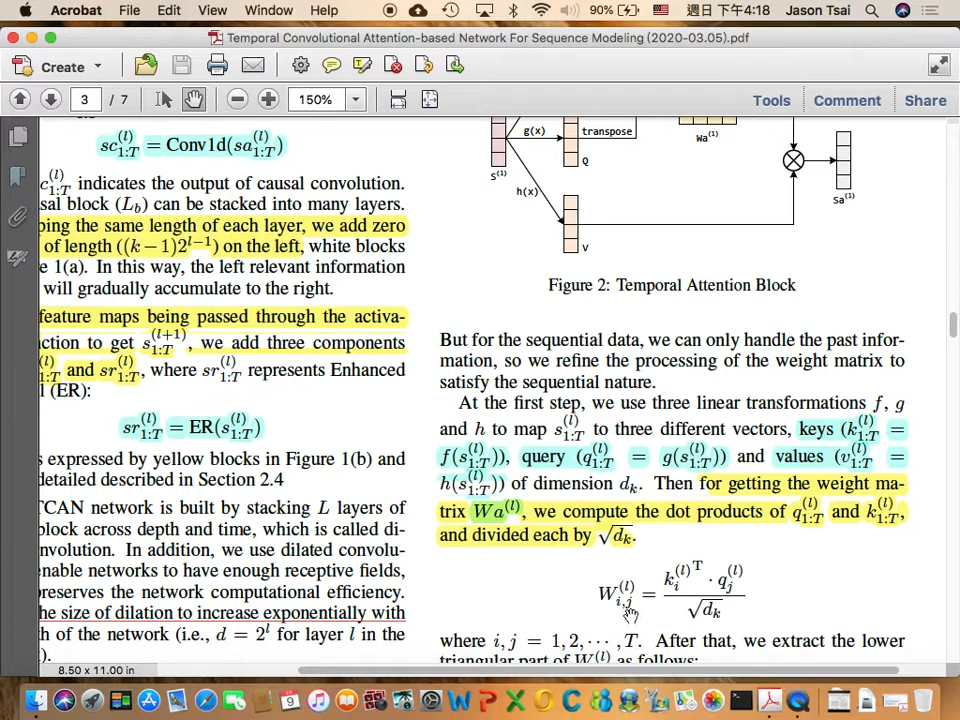 Acrobat File Edit View Window Help 90% 週日下午4:18 Jason Tsai
Temporal Convolutional Attention-based Network For Sequence Modeling (2020-03.05).pdf
Create
3 / 7 150% Tools Comment Share
sc_{1:T}^{(l)} = Conv1d(sa_{1:T}^{(l)})
c_{1:T}^{(l)} indicates the output of causal convolution.
sal block (L_b) can be stacked into many layers.
ping the same length of each layer, we add zero
of length ((k − 1)2^{l−1}) on the left, white blocks
e 1(a). In this way, the left relevant information
will gradually accumulate to the right.
feature maps being passed through the activa-
ction to get s_{1:T}^{(l+1)}, we add three components
and sr_{1:T}^{(l)}, where sr_{1:T}^{(l)} represents Enhanced
l (ER):
sr_{1:T}^{(l)} = ER(s_{1:T}^{(l)})
s expressed by yellow blocks in Figure 1(b) and
detailed described in Section 2.4
TCAN network is built by stacking L layers of
block across depth and time, which is called di-
nvolution. In addition, we use dilated convolu-
enable networks to have enough receptive fields,
preserves the network computational efficiency.
he size of dilation to increase exponentially with
h of the network (i.e., d = 2^l for layer l in the
g(x) transpose Wa^{(l)}
S^{(l)} Q
h(x) Sa^{(l)}
V
Figure 2: Temporal Attention Block
But for the sequential data, we can only handle the past infor-
mation, so we refine the processing of the weight matrix to
satisfy the sequential nature.
At the first step, we use three linear transformations f, g
and h to map s_{1:T}^{(l)} to three different vectors, keys (k_{1:T}^{(l)} =
f(s_{1:T}^{(l)})), query (q_{1:T}^{(l)} = g(s_{1:T}^{(l)})) and values (v_{1:T}^{(l)} =
h(s_{1:T}^{(l)})) of dimension d_k. Then for getting the weight ma-
trix Wa^{(l)}, we compute the dot products of q_{1:T}^{(l)} and k_{1:T}^{(l)},
and divided each by √d_k.
W_{i,j}^{(l)} = k_i^{(l)T} · q_j^{(l)} / √d_k
where i, j = 1, 2, ··· , T. After that, we extract the lower
triangular part of W^{(l)} as follows:
8.50 x 11.00 in